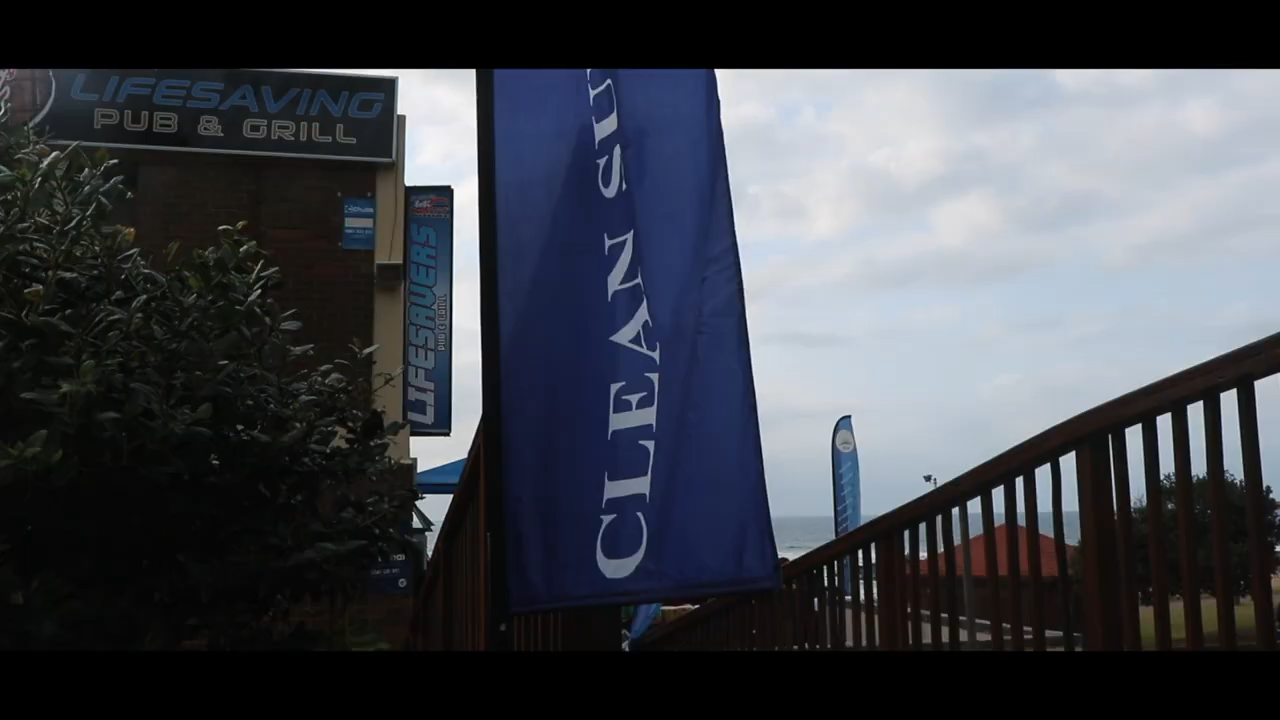 LIFESAVING
PUB & GRILL
LIFESAVERS
PUB & GRILL
CLEAN SU